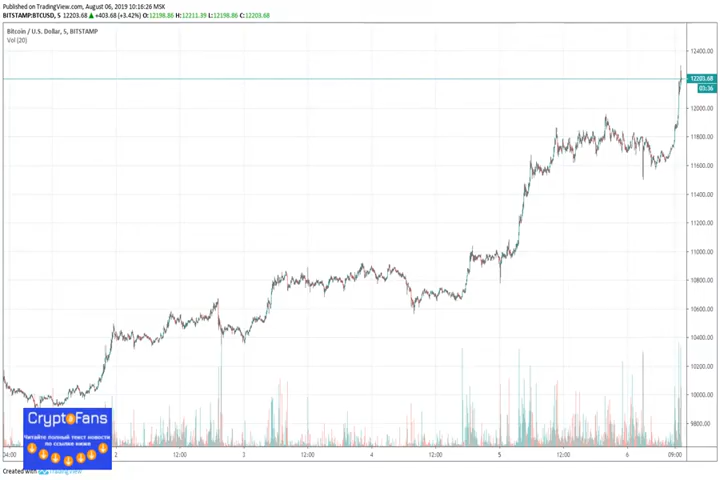 Published on TradingView.com, August 06, 2019 10:16:26 MSK
BITSTAMP:BTCUSD, 5 12203.68 ▲ +403.68 (+3.42%) O:12198.86 H:12211.39 L:12198.86 C:12203.68
Bitcoin / U.S. Dollar, 5, BITSTAMP
Vol (20)
12400.00
12203.68
03:36
12000.00
11800.00
11600.00
11400.00
11200.00
11000.00
10800.00
10600.00
10400.00
10200.00
10000.00
9800.00
CryptoFans
Читайте полный текст новости
по ссылке ниже
04:00 2 12:00 3 12:00 4 12:00 5 12:00 6 09:00
Created with TradingView